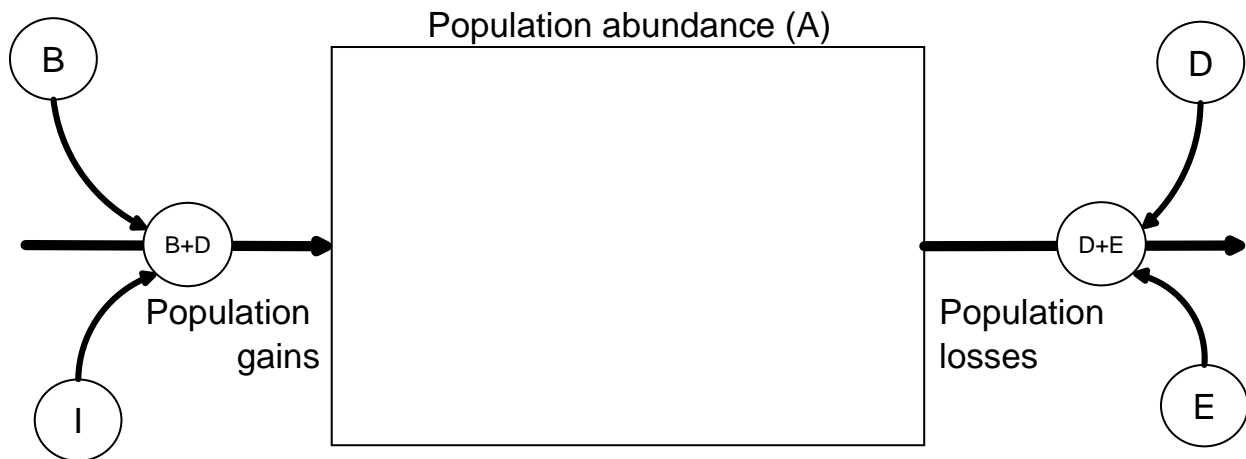 Population abundance (A)
B
D
B+D
D+E
Population
gains
Population
losses
I
E